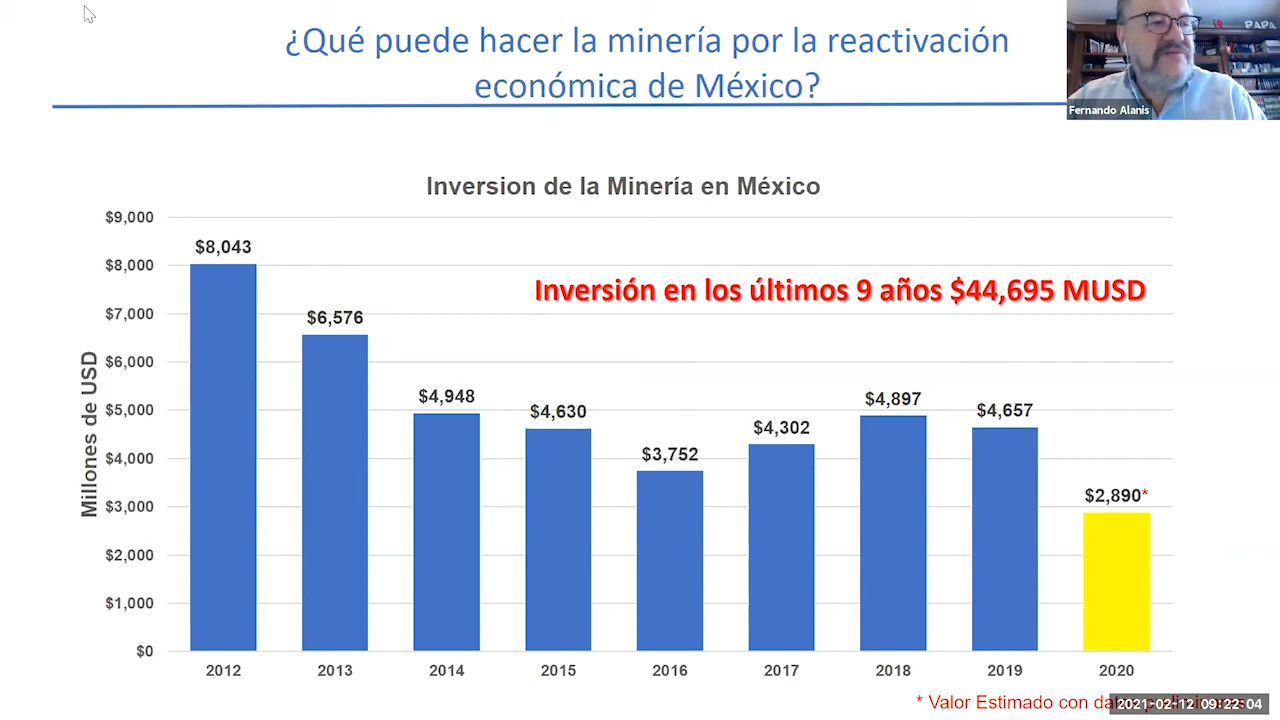 ¿Qué puede hacer la minería por la reactivación
económica de México?
PAPA
Fernando Alanis
Inversion de la Minería en México
Inversión en los últimos 9 años $44,695 MUSD
Millones de USD
$9,000
$8,000
$7,000
$6,000
$5,000
$4,000
$3,000
$2,000
$1,000
$0
$8,043
$6,576
$4,948
$4,630
$3,752
$4,302
$4,897
$4,657
$2,890*
2012 2013 2014 2015 2016 2017 2018 2019 2020
* Valor Estimado con
2021-02-12 09:22:04